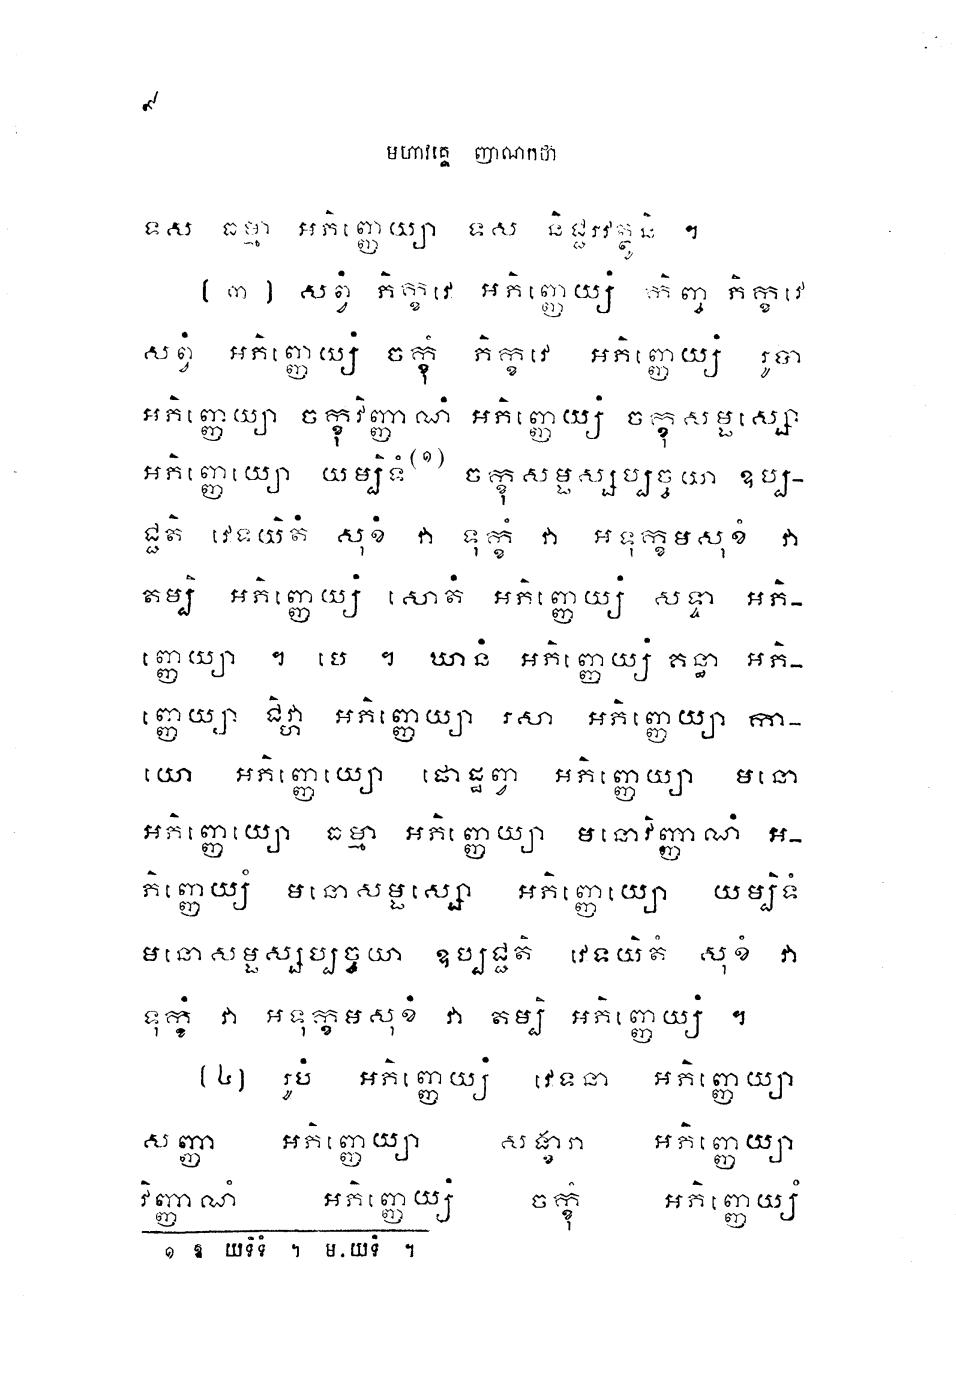 ៩
មហាវគ្គេ ញាណកថា
ទស ធម្មា អភិញ្ញេយ្យា ទស និជ្ជរវត្ថូនិ ។
(៣) សព្វំ ភិក្ខវេ អភិញ្ញេយ្យំ កិញ្ច ភិក្ខវេ
សព្វំ អភិញ្ញេយ្យំ ចក្ខុំ ភិក្ខវេ អភិញ្ញេយ្យំ រូបា
អភិញ្ញេយ្យា ចក្ខុវិញ្ញាណំ អភិញ្ញេយ្យំ ចក្ខុសម្ផស្សោ
អភិញ្ញេយ្យោ យម្បិទំ(១) ចក្ខុសម្ផស្សប្បច្ចយា ឧប្ប-
ជ្ជតិ វេទយិតំ សុខំ វា ទុក្ខំ វា អទុក្ខមសុខំ វា
តម្បិ អភិញ្ញេយ្យំ សោតំ អភិញ្ញេយ្យំ សទ្ទា អភិ-
ញ្ញេយ្យា ។ បេ ។ ឃានំ អភិញ្ញេយ្យំ គន្ធា អភិ-
ញ្ញេយ្យា ជិវ្ហា អភិញ្ញេយ្យា រសា អភិញ្ញេយ្យា កា-
យោ អភិញ្ញេយ្យោ ផោដ្ឋព្វា អភិញ្ញេយ្យា មនោ
អភិញ្ញេយ្យោ ធម្មា អភិញ្ញេយ្យា មនោវិញ្ញាណំ អ-
ភិញ្ញេយ្យំ មនោសម្ផស្សោ អភិញ្ញេយ្យោ យម្បិទំ
មនោសម្ផស្សប្បច្ចយា ឧប្បជ្ជតិ វេទយិតំ សុខំ វា
ទុក្ខំ វា អទុក្ខមសុខំ វា តម្បិ អភិញ្ញេយ្យំ ។
(៤) រូបំ អភិញ្ញេយ្យំ វេទនា អភិញ្ញេយ្យា
សញ្ញា អភិញ្ញេយ្យា សង្ខារា អភិញ្ញេយ្យា
វិញ្ញាណំ អភិញ្ញេយ្យំ ចក្ខុំ អភិញ្ញេយ្យំ
១ ឱ យទិទំ ។ ម.យទំ ។